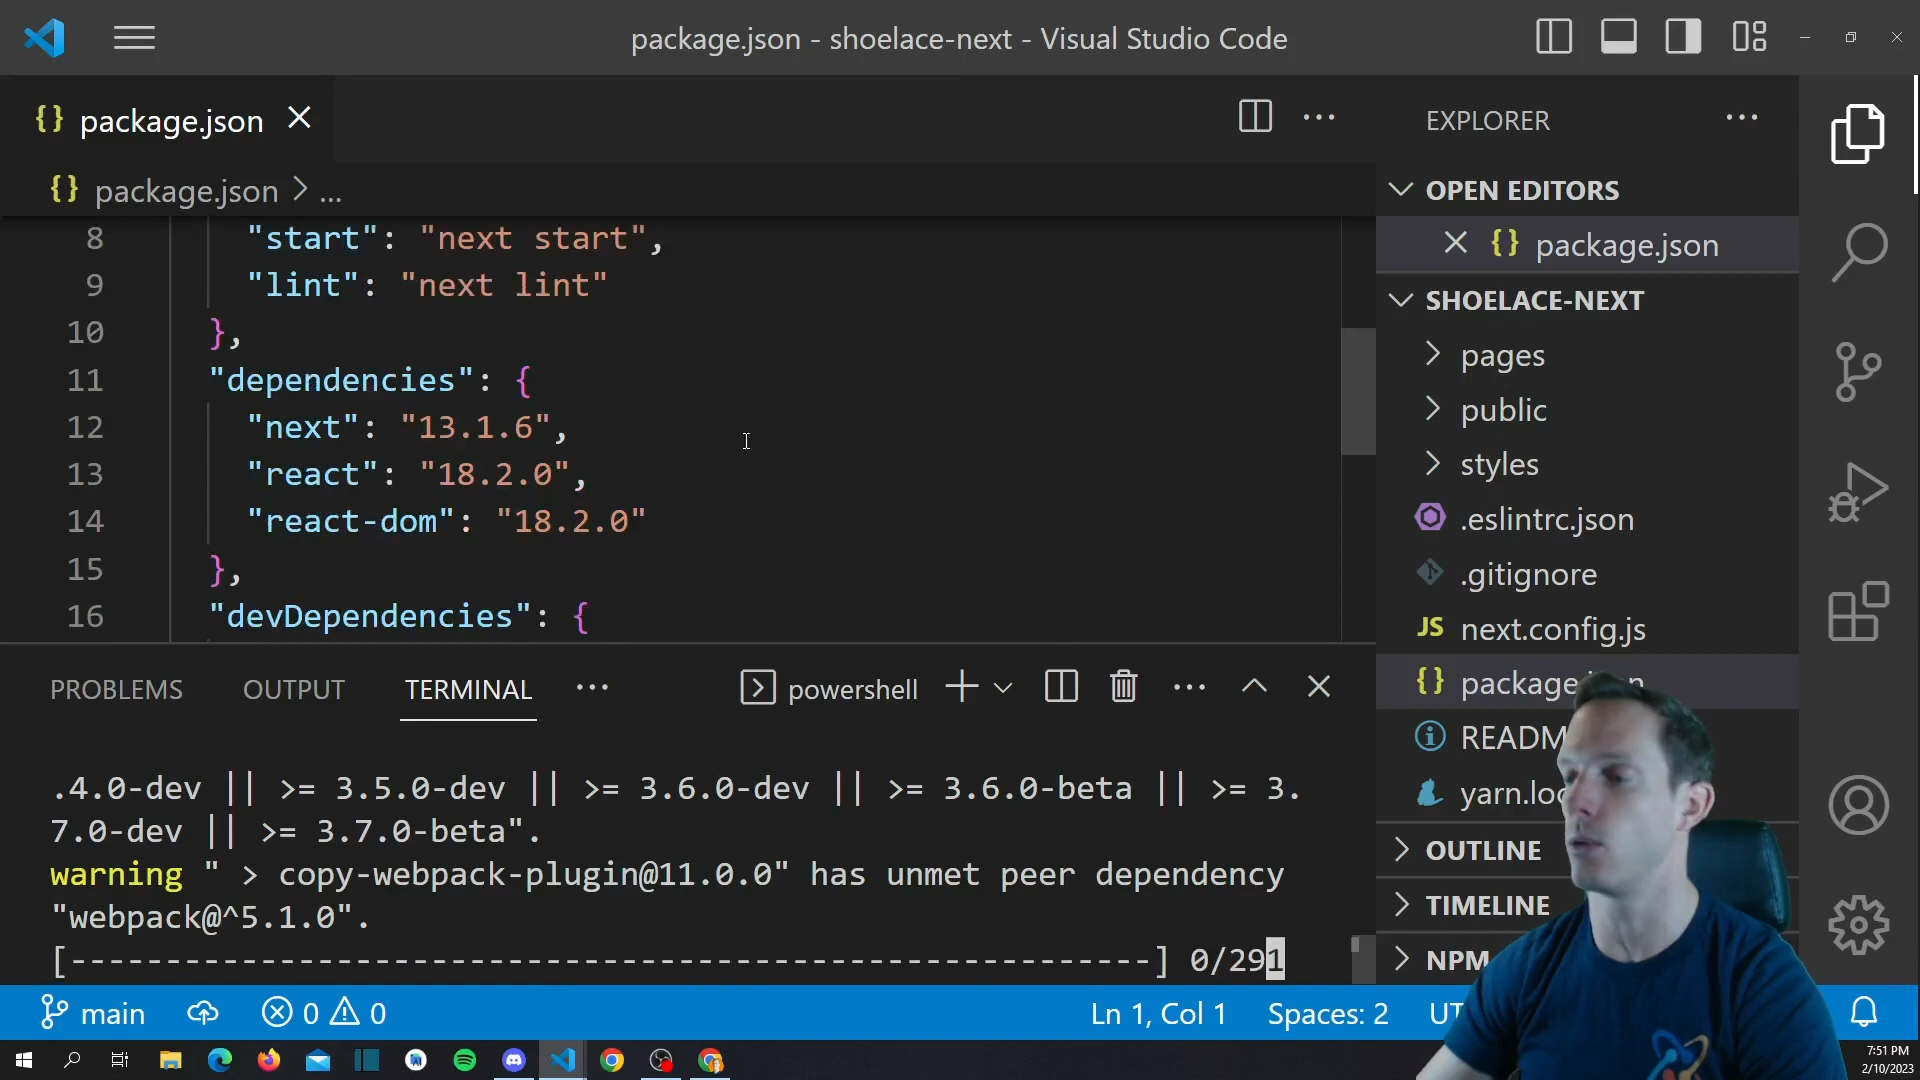 package.json - shoelace-next - Visual Studio Code
{} package.json
{} package.json > ...
8 "start": "next start",
9 "lint": "next lint"
10 },
11 "dependencies": {
12 "next": "13.1.6",
13 "react": "18.2.0",
14 "react-dom": "18.2.0"
15 },
16 "devDependencies": {
PROBLEMS OUTPUT TERMINAL ... powershell
.4.0-dev || >= 3.5.0-dev || >= 3.6.0-dev || >= 3.6.0-beta || >= 3.
7.0-dev || >= 3.7.0-beta".
warning " > copy-webpack-plugin@11.0.0" has unmet peer dependency
"webpack@^5.1.0".
[---------------------------------------------------------] 0/291
EXPLORER
OPEN EDITORS
{} package.json
SHOELACE-NEXT
pages
public
styles
.eslintrc.json
.gitignore
JS next.config.js
{} package.json
READM
yarn.loc
OUTLINE
TIMELINE
NPM
main 0 0 Ln 1, Col 1 Spaces: 2 UT
7:51 PM
2/10/2023